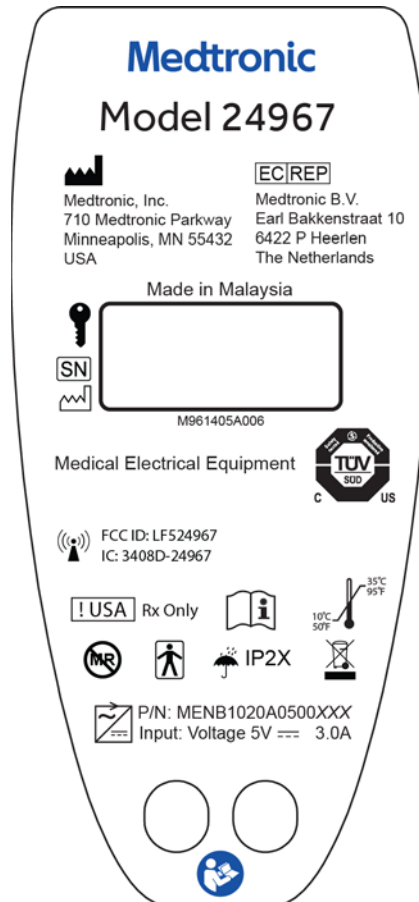 Medtronic
Model 24967
Medtronic, Inc.
710 Medtronic Parkway
Minneapolis, MN 55432
USA
EC REP
Medtronic B.V.
Earl Bakkenstraat 10
6422 P Heerlen
The Netherlands
Made in Malaysia
SN
M961405A006
Medical Electrical Equipment
TÜV
SÜD
C US
FCC ID: LF524967
IC: 3408D-24967
! USA Rx Only
35°C
95°F
10°C
50°F
MR
IP2X
P/N: MENB1020A0500XXX
Input: Voltage 5V ⎓ 3.0A